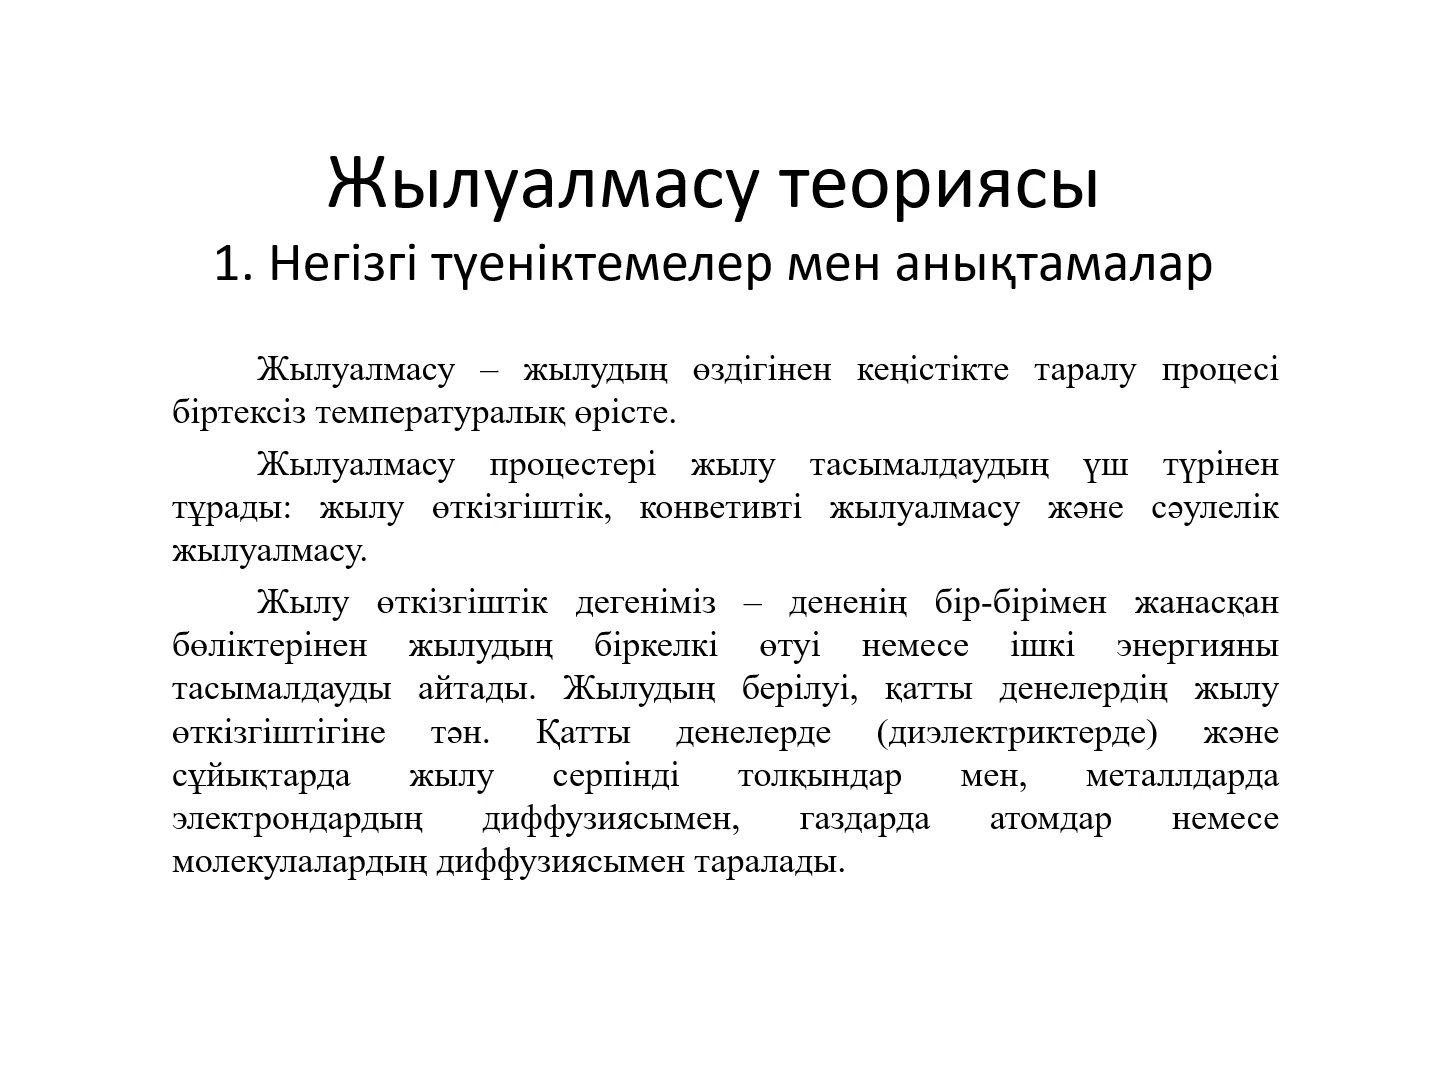 Жылуалмасу теориясы
1. Негізгі түеніктемелер мен анықтамалар
Жылуалмасу – жылудың өздігінен кеңістікте таралу процесі
біртексіз температуралық өрісте.
Жылуалмасу процестері жылу тасымалдаудың үш түрінен
тұрады: жылу өткізгіштік, конветивті жылуалмасу және сәулелік
жылуалмасу.
Жылу өткізгіштік дегеніміз – дененің бір-бірімен жанасқан
бөліктерінен жылудың біркелкі өтуі немесе ішкі энергияны
тасымалдауды айтады. Жылудың берілуі, қатты денелердің жылу
өткізгіштігіне тән. Қатты денелерде (диэлектриктерде) және
сұйықтарда жылу серпінді толқындар мен, металлдарда
электрондардың диффузиясымен, газдарда атомдар немесе
молекулалардың диффузиясымен таралады.